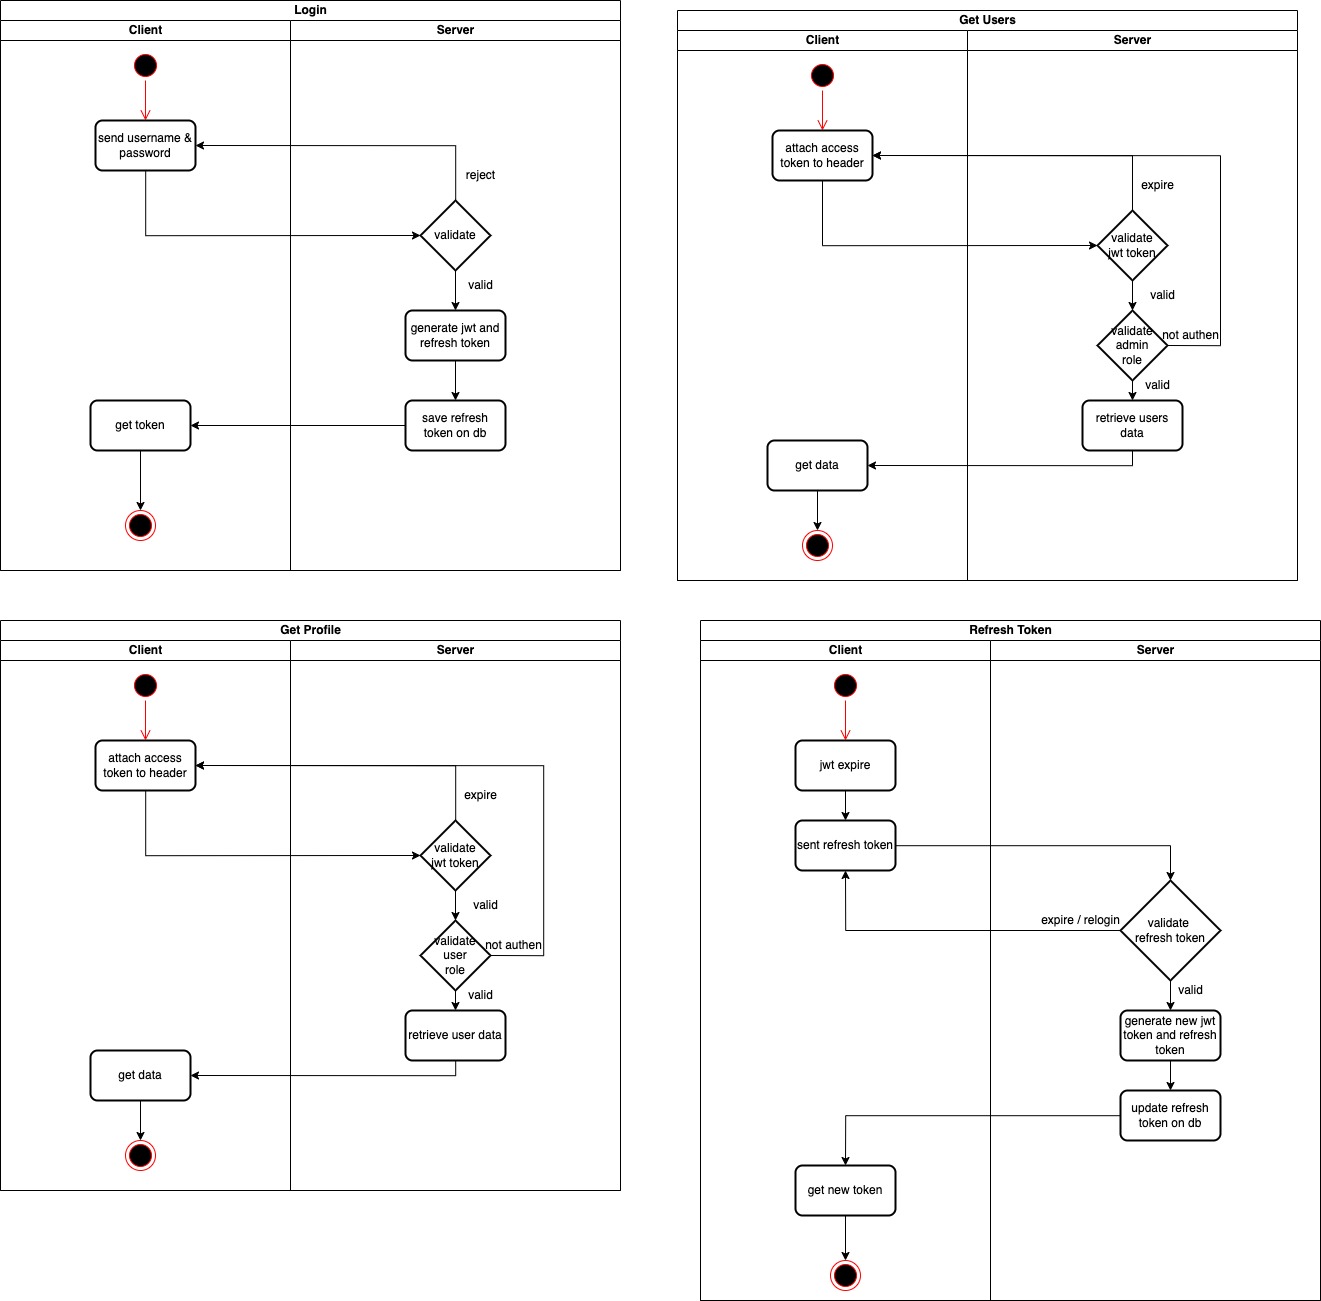 Login
Client
Server
send username &
password
reject
validate
valid
generate jwt and
refresh token
save refresh
token on db
get token
Get Users
Client
Server
attach access
token to header
expire
validate
jwt token
valid
validate
admin
role
not authen
valid
retrieve users
data
get data
Get Profile
Client
Server
attach access
token to header
expire
validate
jwt token
valid
validate
user
role
not authen
valid
retrieve user data
get data
Refresh Token
Client
Server
jwt expire
sent refresh token
expire / relogin
validate
refresh token
valid
generate new jwt
token and refresh
token
update refresh
token on db
get new token